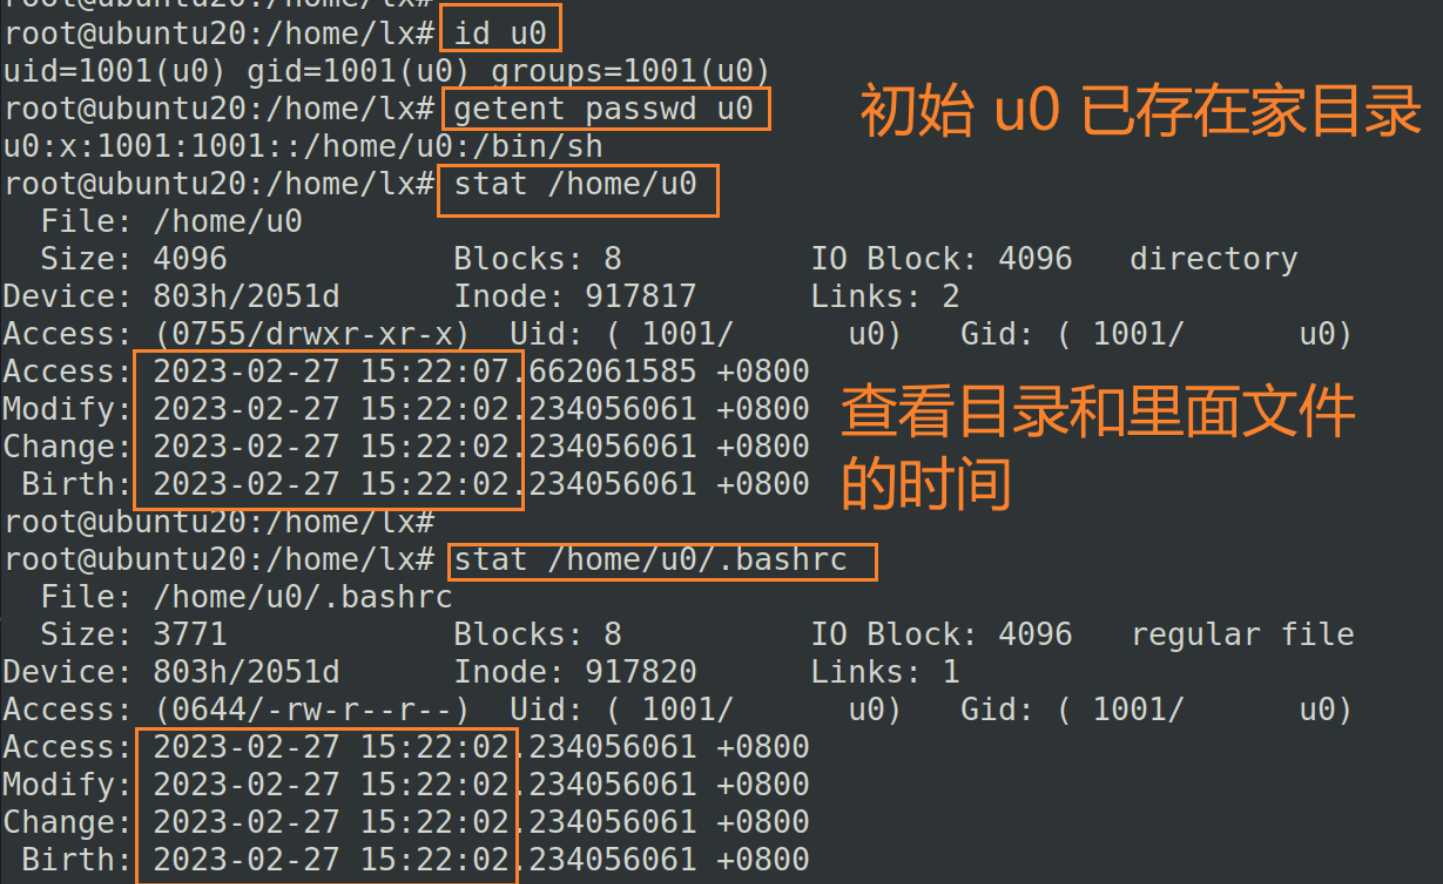 root@ubuntu20:/home/lx#
root@ubuntu20:/home/lx# id u0
uid=1001(u0) gid=1001(u0) groups=1001(u0)
root@ubuntu20:/home/lx# getent passwd u0
初始 u0 已存在家目录
u0:x:1001:1001::/home/u0:/bin/sh
root@ubuntu20:/home/lx# stat /home/u0
File: /home/u0
Size: 4096 Blocks: 8 IO Block: 4096 directory
Device: 803h/2051d Inode: 917817 Links: 2
Access: (0755/drwxr-xr-x) Uid: ( 1001/ u0) Gid: ( 1001/ u0)
Access: 2023-02-27 15:22:07.662061585 +0800
Modify: 2023-02-27 15:22:02.234056061 +0800
Change: 2023-02-27 15:22:02.234056061 +0800
Birth: 2023-02-27 15:22:02.234056061 +0800
查看目录和里面文件
的时间
root@ubuntu20:/home/lx#
root@ubuntu20:/home/lx# stat /home/u0/.bashrc
File: /home/u0/.bashrc
Size: 3771 Blocks: 8 IO Block: 4096 regular file
Device: 803h/2051d Inode: 917820 Links: 1
Access: (0644/-rw-r--r--) Uid: ( 1001/ u0) Gid: ( 1001/ u0)
Access: 2023-02-27 15:22:02.234056061 +0800
Modify: 2023-02-27 15:22:02.234056061 +0800
Change: 2023-02-27 15:22:02.234056061 +0800
Birth: 2023-02-27 15:22:02.234056061 +0800